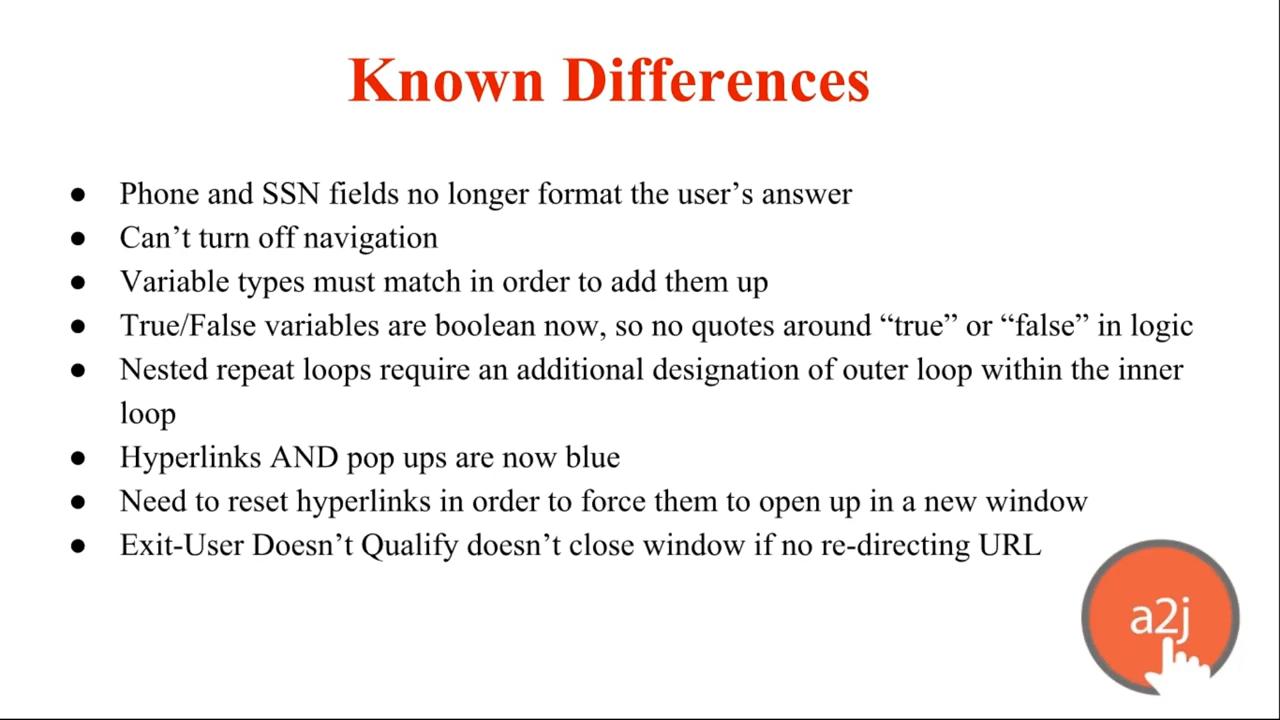 Known Differences
● Phone and SSN fields no longer format the user’s answer
● Can’t turn off navigation
● Variable types must match in order to add them up
● True/False variables are boolean now, so no quotes around “true” or “false” in logic
● Nested repeat loops require an additional designation of outer loop within the inner
loop
● Hyperlinks AND pop ups are now blue
● Need to reset hyperlinks in order to force them to open up in a new window
● Exit-User Doesn’t Qualify doesn’t close window if no re-directing URL
a2j